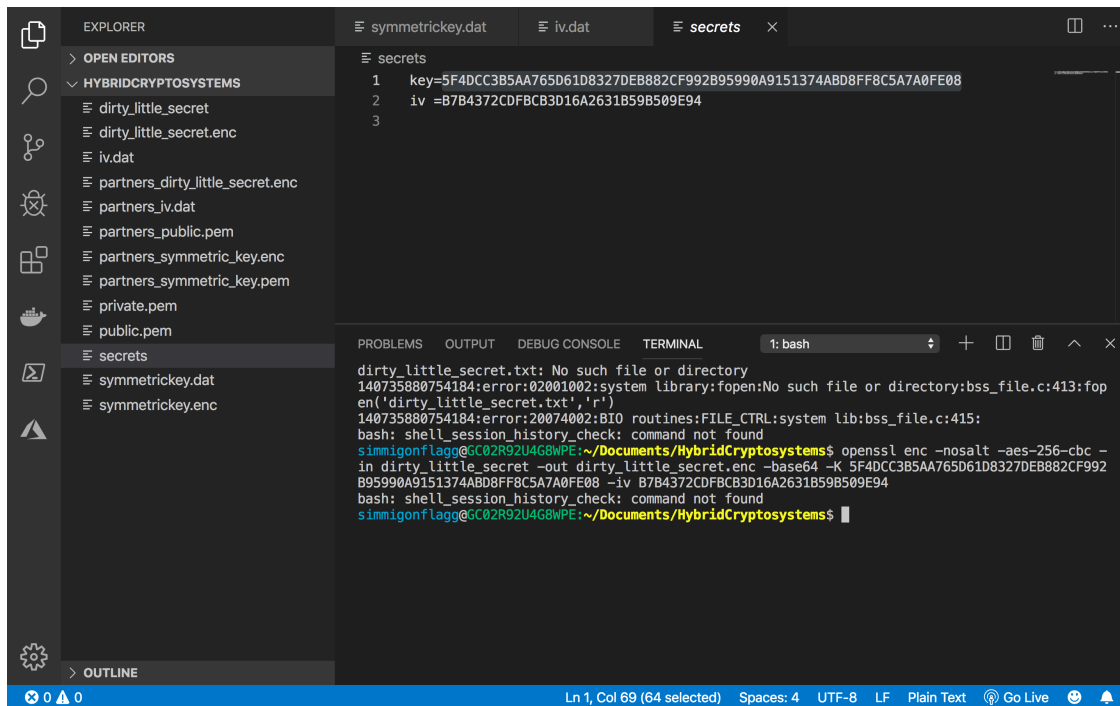 EXPLORER
OPEN EDITORS
HYBRIDCRYPTOSYSTEMS
dirty_little_secret
dirty_little_secret.enc
iv.dat
partners_dirty_little_secret.enc
partners_iv.dat
partners_public.pem
partners_symmetric_key.enc
partners_symmetric_key.pem
private.pem
public.pem
secrets
symmetrickey.dat
symmetrickey.enc
OUTLINE
symmetrickey.dat iv.dat secrets
secrets
1 key=5F4DCC3B5AA765D61D8327DEB882CF992B95990A9151374ABD8FF8C5A7A0FE08
2 iv =B7B4372CDFBCB3D16A2631B59B509E94
3
PROBLEMS OUTPUT DEBUG CONSOLE TERMINAL 1: bash
dirty_little_secret.txt: No such file or directory
140735880754184:error:02001002:system library:fopen:No such file or directory:bss_file.c:413:fop
en('dirty_little_secret.txt','r')
140735880754184:error:20074002:BIO routines:FILE_CTRL:system lib:bss_file.c:415:
bash: shell_session_history_check: command not found
simmigonflagg@GC02R92U4G8WPE:~/Documents/HybridCryptosystems$ openssl enc -nosalt -aes-256-cbc -
in dirty_little_secret -out dirty_little_secret.enc -base64 -K 5F4DCC3B5AA765D61D8327DEB882CF992
B95990A9151374ABD8FF8C5A7A0FE08 -iv B7B4372CDFBCB3D16A2631B59B509E94
bash: shell_session_history_check: command not found
simmigonflagg@GC02R92U4G8WPE:~/Documents/HybridCryptosystems$
0 0 Ln 1, Col 69 (64 selected) Spaces: 4 UTF-8 LF Plain Text Go Live